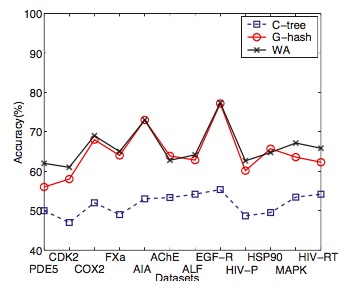 100
90
80
70
60
50
40
Accuracy(%)
C-tree
G-hash
WA
CDK2 FXa AChE EGF-R HSP90 HIV-RT
PDE5 COX2 AIA ALF HIV-P MAPK
Datasets